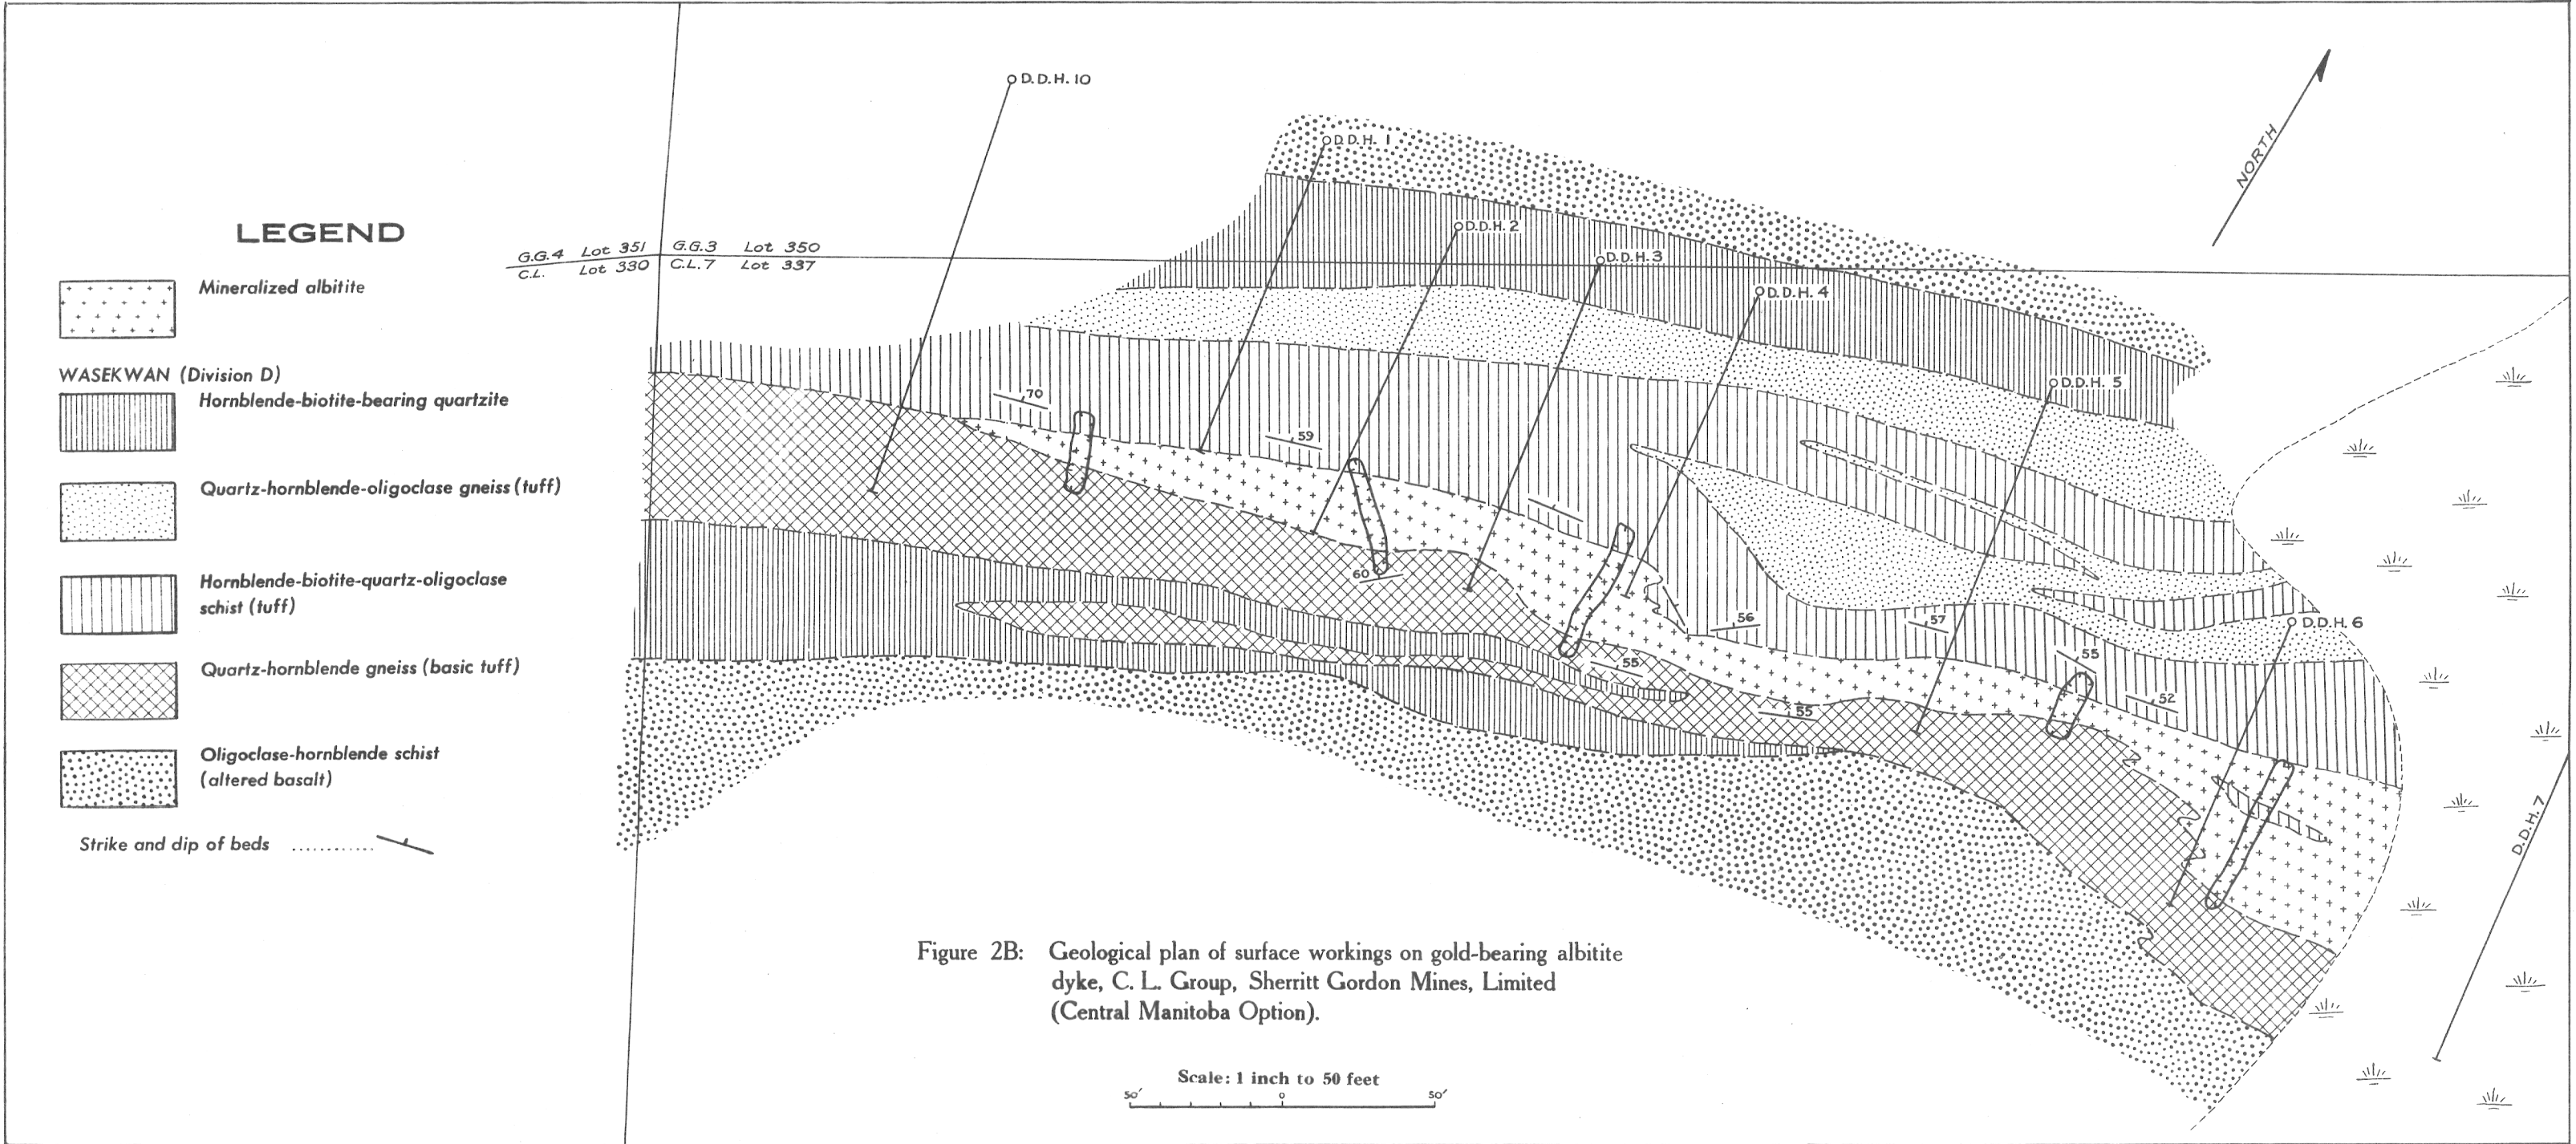 D.D.H. 10
D.D.H. 1
NORTH
LEGEND
D.D.H. 2
G.G.4 Lot 351 G.G.3 Lot 350
C.L. Lot 330 C.L.7 Lot 337
D.D.H. 3
Mineralized albitite
D.D.H. 4
WASEKWAN (Division D)
Hornblende-biotite-bearing quartzite
D.D.H. 5
70
59
Quartz-hornblende-oligoclase gneiss (tuff)
Hornblende-biotite-quartz-oligoclase
schist (tuff)
60
56
57
D.D.H. 6
Quartz-hornblende gneiss (basic tuff)
55
55
52
55
Oligoclase-hornblende schist
(altered basalt)
Strike and dip of beds ............
D.D.H. 7
Figure 2B: Geological plan of surface workings on gold-bearing albitite
dyke, C. L. Group, Sherritt Gordon Mines, Limited
(Central Manitoba Option).
Scale: 1 inch to 50 feet
50′ 0 50′